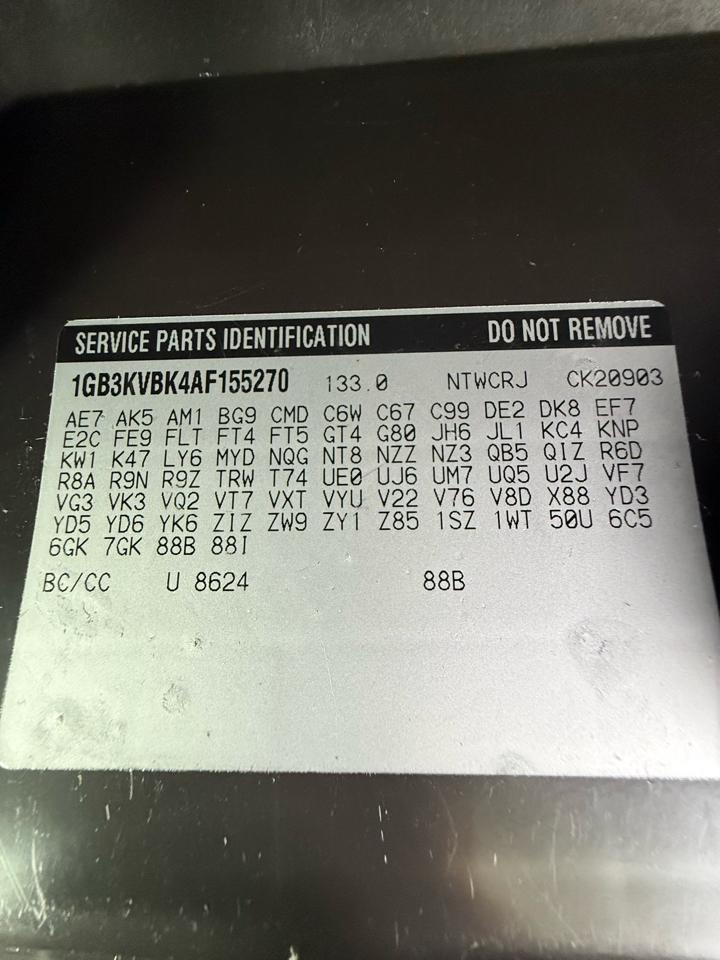 SERVICE PARTS IDENTIFICATION DO NOT REMOVE
1GB3KVBK4AF155270 133.0 NTWCRJ CK20903
AE7 AK5 AM1 BG9 CMD C6W C67 C99 DE2 DK8 EF7
E2C FE9 FLT FT4 FT5 GT4 G80 JH6 JL1 KC4 KNP
KW1 K47 LY6 MYD NQG NT8 NZZ NZ3 QB5 QIZ R6D
R8A R9N R9Z TRW T74 UE0 UJ6 UM7 UQ5 U2J VF7
VG3 VK3 VQ2 VT7 VXT VYU V22 V76 V8D X88 YD3
YD5 YD6 YK6 ZIZ ZW9 ZY1 Z85 1SZ 1WT 50U 6C5
6GK 7GK 88B 88I
BC/CC U 8624 88B